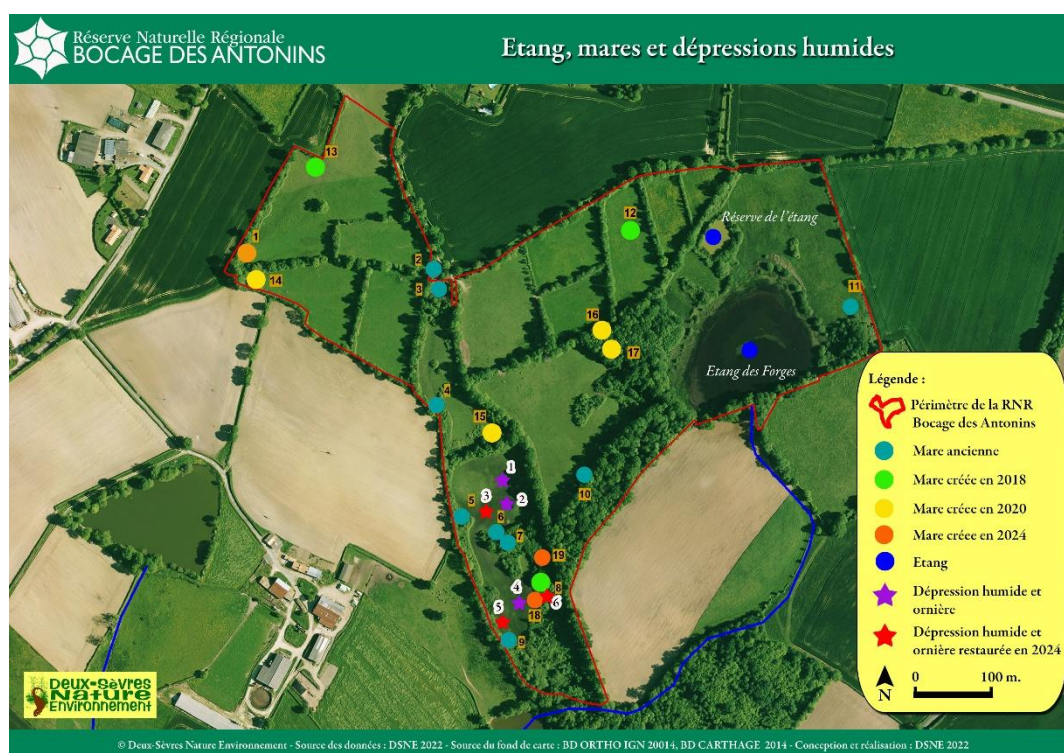 Réserve Naturelle Régionale
BOCAGE DES ANTONINS
Etang, mares et dépressions humides
13
12
Réserve de l'étang
1
2
14
3
11
16
17
Etang des Forges
4
15
1
3
2
5
6
7
10
19
4
8
18
6
5
9
Légende :
Périmètre de la RNR
Bocage des Antonins
Mare ancienne
Mare créée en 2018
Mare créee en 2020
Mare créee en 2024
Etang
Dépression humide et
ornière
Dépression humide et
ornière restaurée en 2024
N
0 100 m.
Deux-Sèvres
Nature
Environnement
© Deux-Sèvres Nature Environnement - Source des données : DSNE 2022 - Source du fond de carte : BD ORTHO IGN 20014, BD CARTHAGE 2014 - Conception et réalisation : DSNE 2022